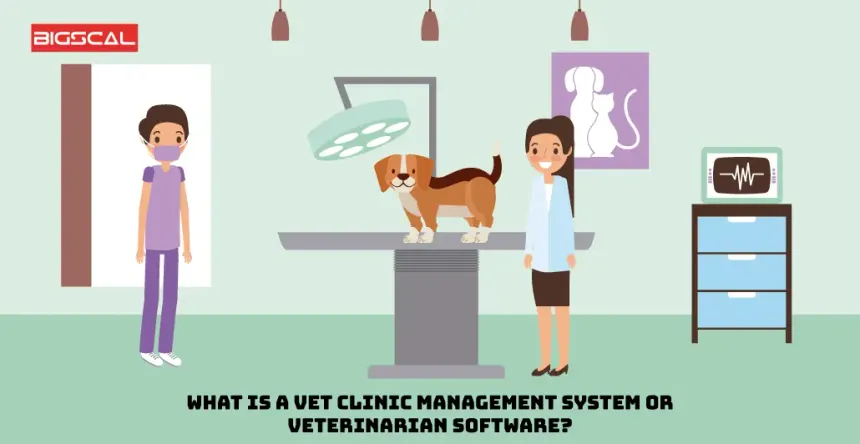 BIGSCAL
WHAT IS A VET CLINIC MANAGEMENT SYSTEM OR
VETERINARIAN SOFTWARE?